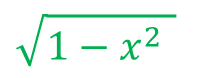 √1 − x²